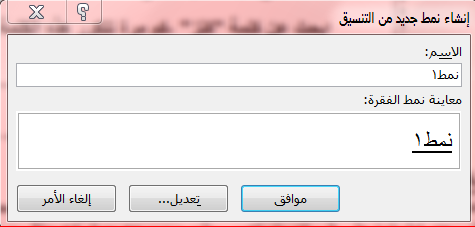 إنشاء نمط جديد من التنسيق
الاسم:
نمط١
معاينة نمط الفقرة:
نمط١
موافق
تعديل...
إلغاء الأمر